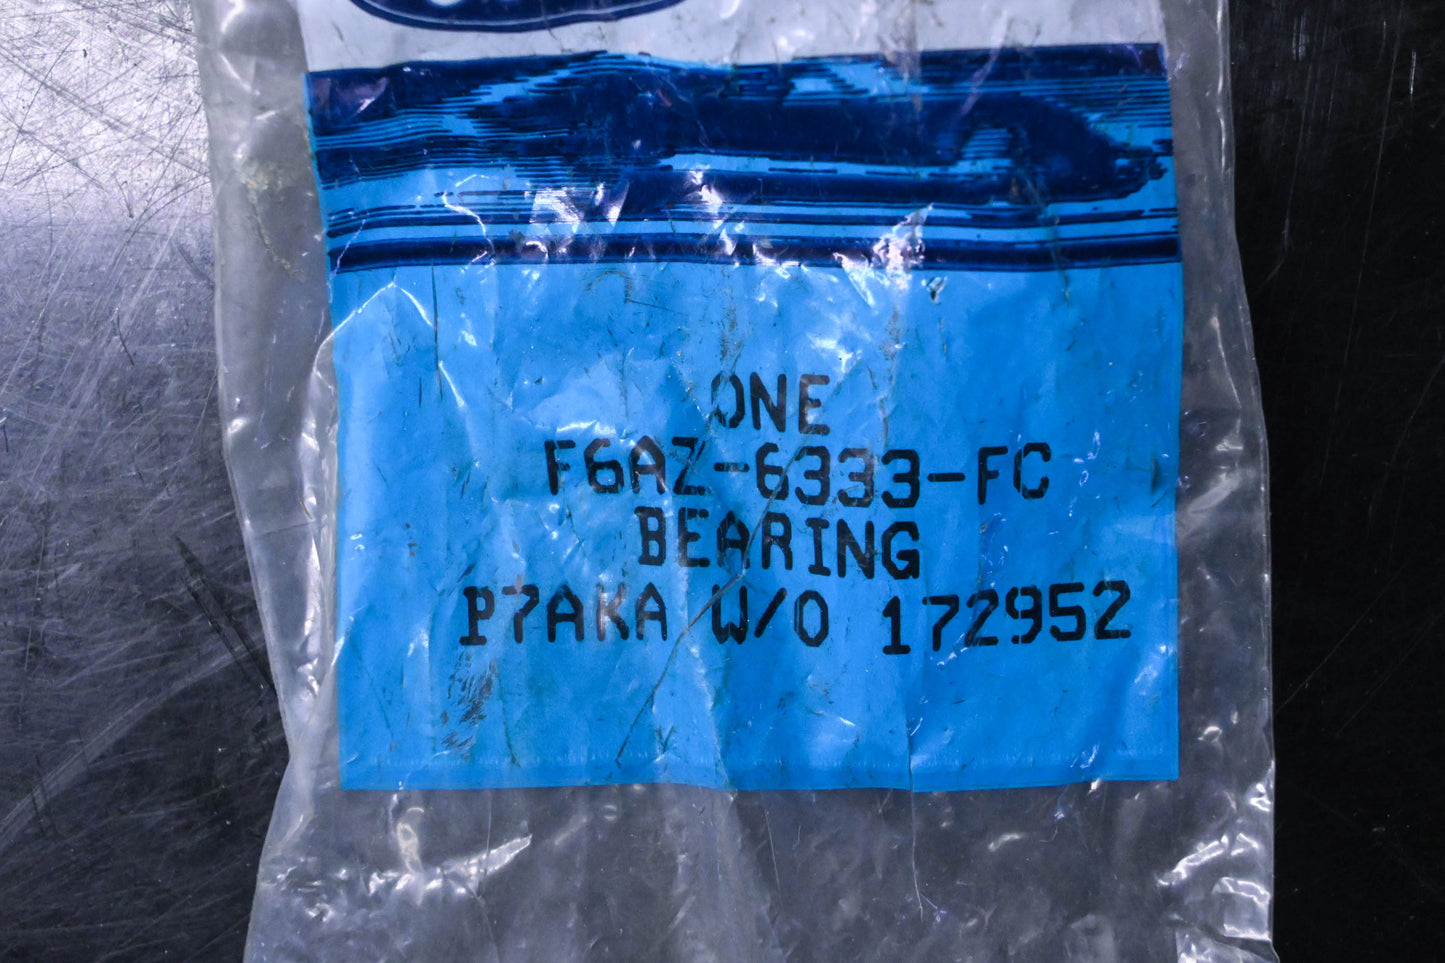 ONE
F6AZ-6333-FC
BEARING
P7AKA W/O 172952